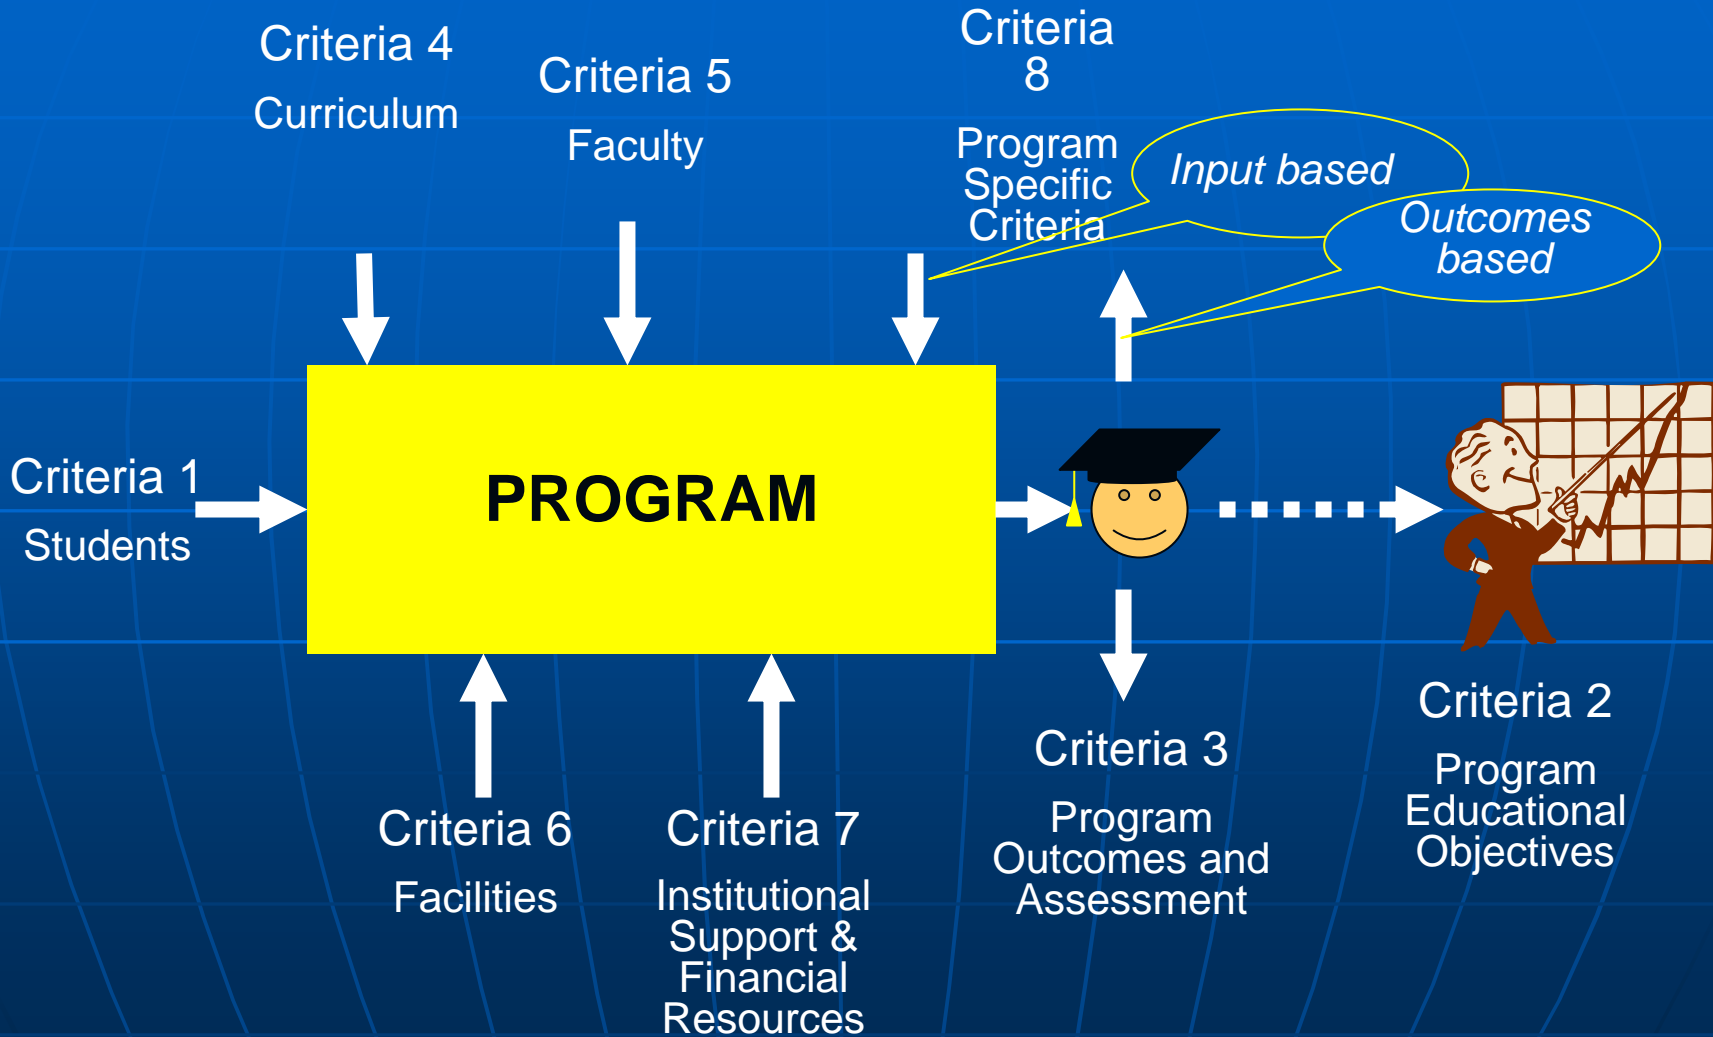 Criteria 4
Curriculum
Criteria 5
Faculty
Criteria
8
Program
Specific
Criteria
Input based
Outcomes
based
Criteria 1
Students
PROGRAM
Criteria 6
Facilities
Criteria 7
Institutional
Support &
Financial
Resources
Criteria 3
Program
Outcomes and
Assessment
Criteria 2
Program
Educational
Objectives